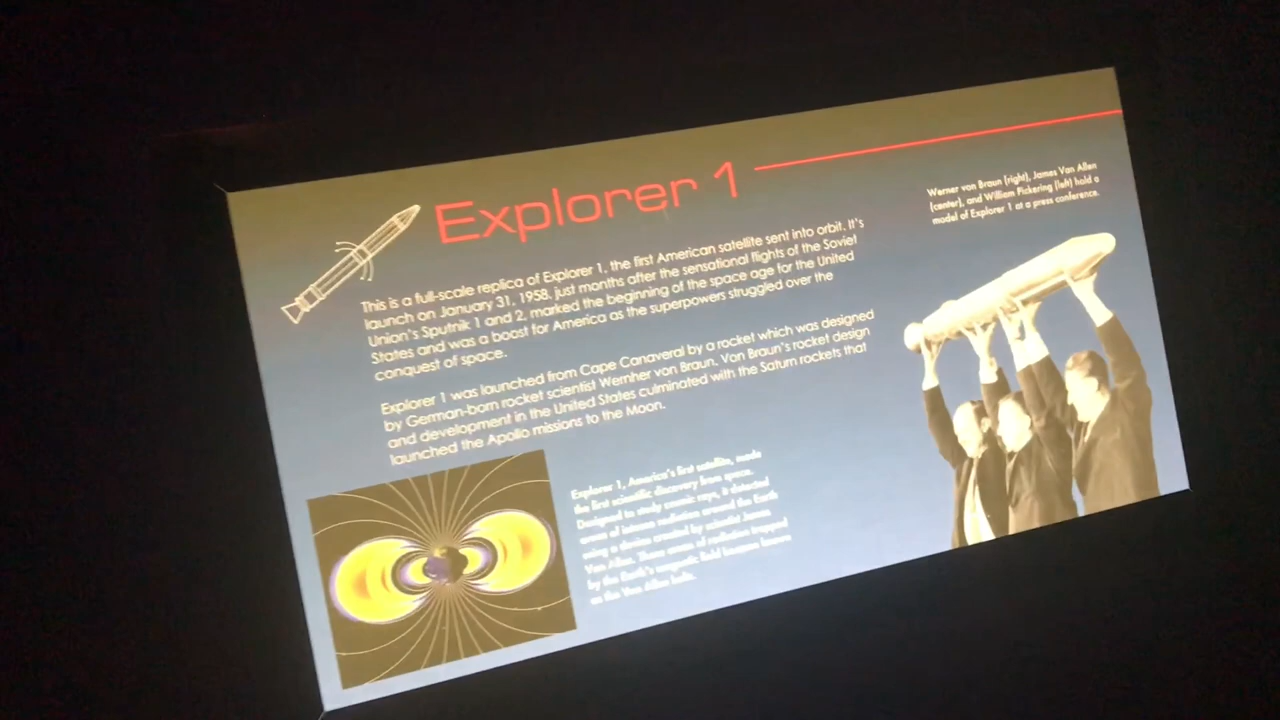 Explorer 1
Werner von Braun (right), James Van Allen
(center), and William Pickering (left) hold a
model of Explorer 1 at a press conference.
This is a full-scale replica of Explorer 1, the first American satellite sent into orbit. It's
launch on January 31, 1958, just months after the sensational flights of the Soviet
Union's Sputnik 1 and 2, marked the beginning of the space age for the United
States and was a boost for America as the superpowers struggled over the
conquest of space.
Explorer 1 was launched from Cape Canaveral by a rocket which was designed
by German-born rocket scientist Wernher von Braun. Von Braun's rocket design
and development in the United States culminated with the Saturn rockets that
launched the Apollo missions to the Moon.
Explorer 1, America's first satellite, made
the first scientific discovery from space.
Designed to study cosmic rays, it detected
areas of intense radiation around the Earth
using a device created by scientist James
Van Allen. These areas of radiation trapped
by the Earth's magnetic field became known
as the Van Allen belts.